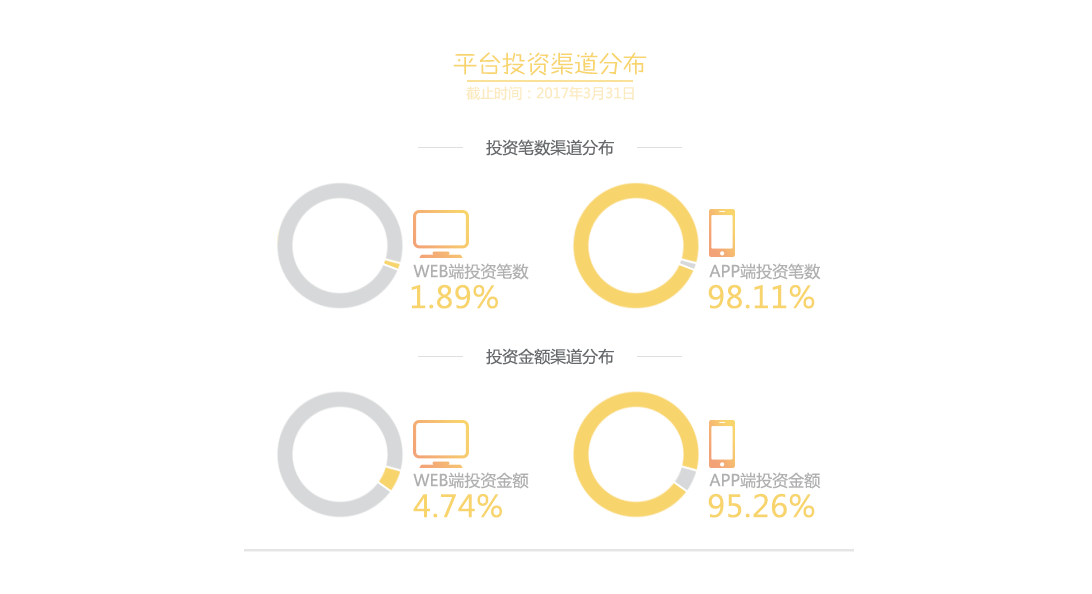 平台投资渠道分布
截止时间：2017年3月31日
投资笔数渠道分布
WEB端投资笔数
1.89%
APP端投资笔数
98.11%
投资金额渠道分布
WEB端投资金额
4.74%
APP端投资金额
95.26%